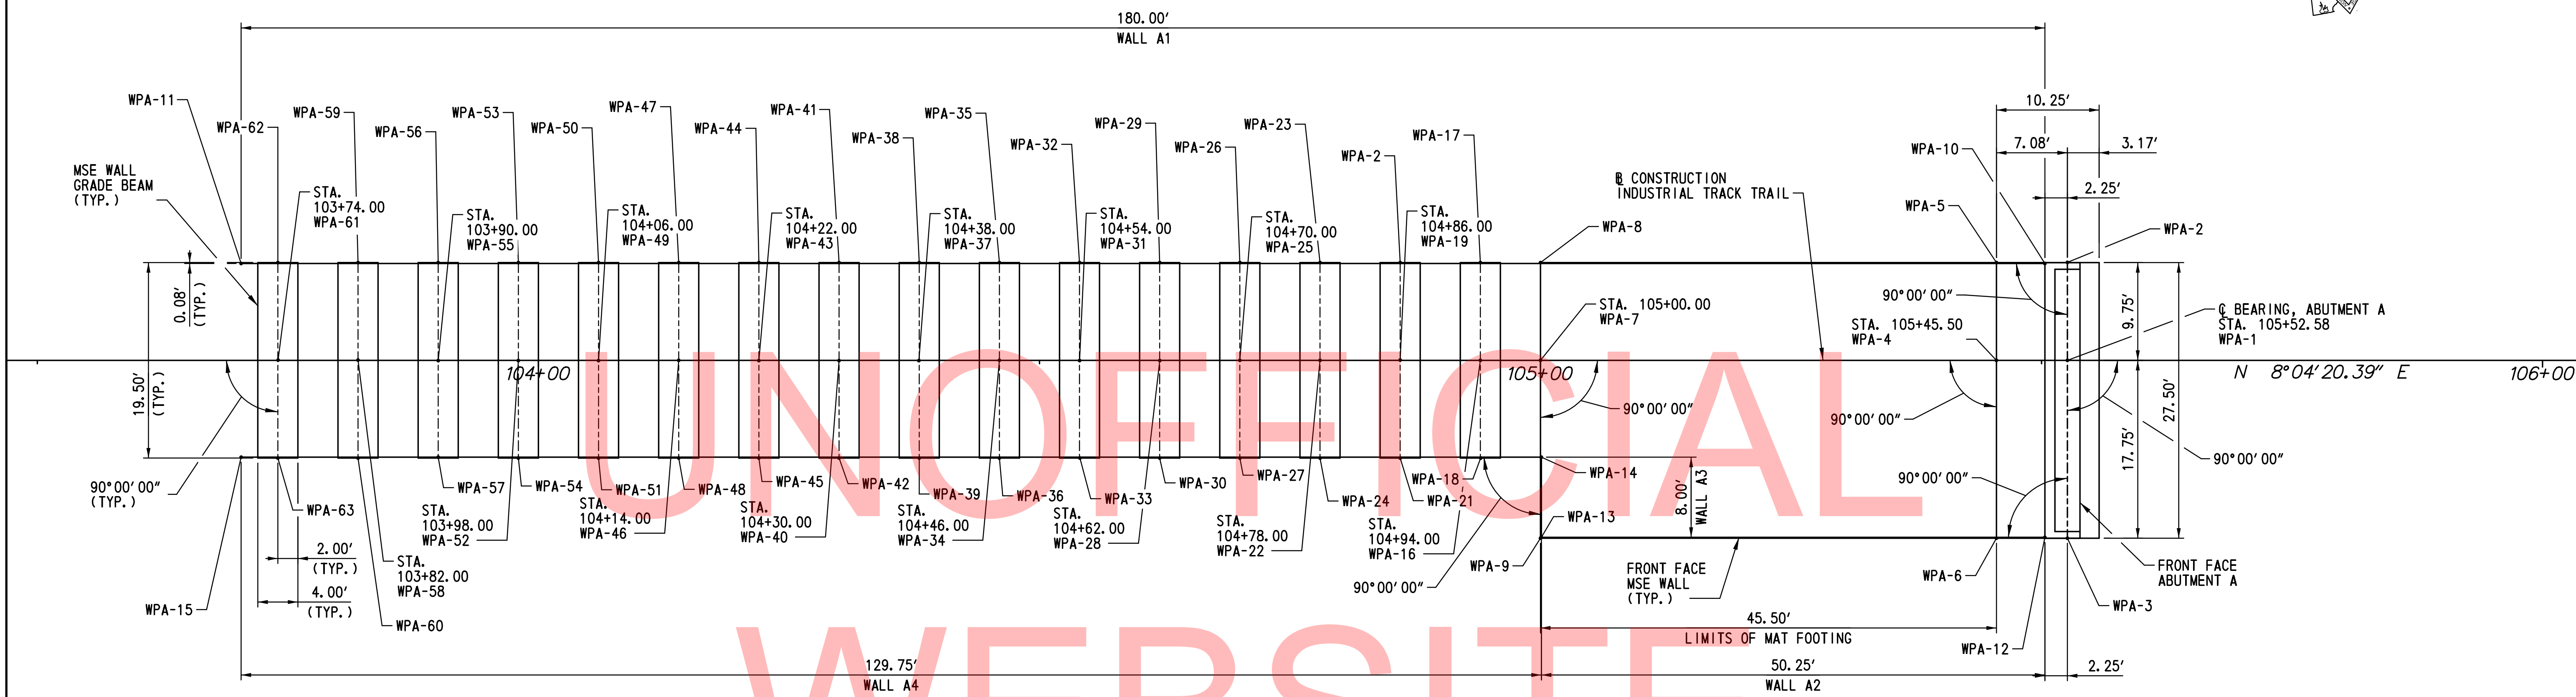 180.00'
WALL A1
WPA-11
WPA-62
WPA-59
WPA-56
WPA-53
WPA-50
WPA-47
WPA-44
WPA-41
WPA-38
WPA-35
WPA-32
WPA-29
WPA-26
WPA-23
WPA-2
WPA-17
10.25'
7.08'
3.17'
2.25'
WPA-10
WPA-5
WPA-2
WPA-8
MSE WALL
GRADE BEAM
(TYP.)
STA.
103+74.00
WPA-61
STA.
103+90.00
WPA-55
STA.
104+06.00
WPA-49
STA.
104+22.00
WPA-43
STA.
104+38.00
WPA-37
STA.
104+54.00
WPA-31
STA.
104+70.00
WPA-25
STA.
104+86.00
WPA-19
BL CONSTRUCTION
INDUSTRIAL TRACK TRAIL
0.08'
(TYP.)
19.50'
(TYP.)
STA. 105+00.00
WPA-7
90°00'00"
STA. 105+45.50
WPA-4
9.75'
CL BEARING, ABUTMENT A
STA. 105+52.58
WPA-1
104+00
105+00
N 8°04'20.39" E
106+00
27.50'
17.75'
90°00'00"
90°00'00"
90°00'00"
90°00'00"
90°00'00"
(TYP.)
WPA-63
WPA-57
WPA-54
WPA-51
WPA-48
WPA-45
WPA-42
WPA-39
WPA-36
WPA-33
WPA-30
WPA-27
WPA-24
WPA-21
WPA-18
WPA-14
WPA-13
8.00'
WALL A3
STA.
103+98.00
WPA-52
STA.
104+14.00
WPA-46
STA.
104+30.00
WPA-40
STA.
104+46.00
WPA-34
STA.
104+62.00
WPA-28
STA.
104+78.00
WPA-22
STA.
104+94.00
WPA-16
2.00'
(TYP.)
4.00'
(TYP.)
STA.
103+82.00
WPA-58
WPA-15
WPA-60
WPA-9
90°00'00"
FRONT FACE
MSE WALL
(TYP.)
WPA-6
FRONT FACE
ABUTMENT A
WPA-3
WPA-12
45.50'
LIMITS OF MAT FOOTING
129.75'
WALL A4
50.25'
WALL A2
2.25'
UNOFFICIAL
WEBSITE